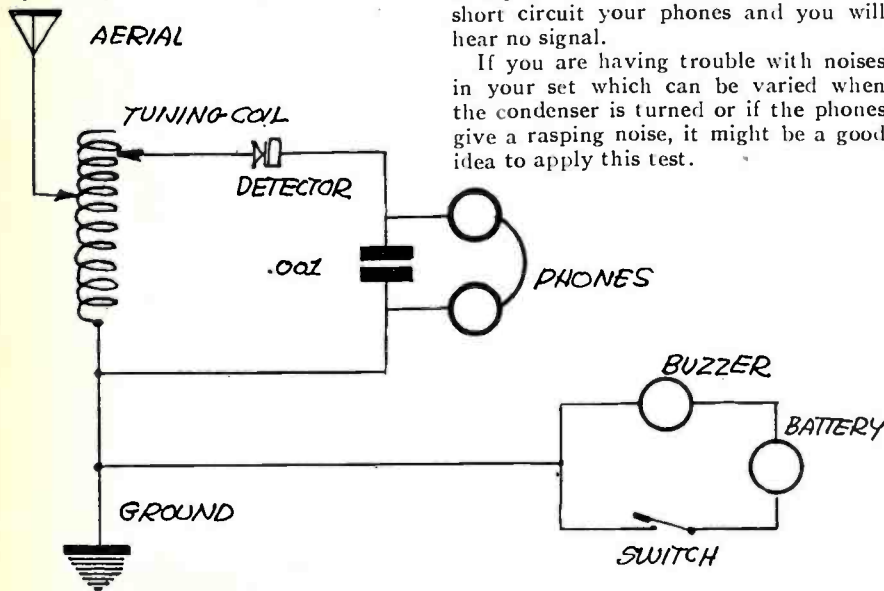 short circuit your phones and you will
hear no signal.
If you are having trouble with noises
in your set which can be varied when
the condenser is turned or if the phones
give a rasping noise, it might be a good
idea to apply this test.
AERIAL
TUNING COIL
DETECTOR
.001
PHONES
BUZZER
BATTERY
GROUND
SWITCH